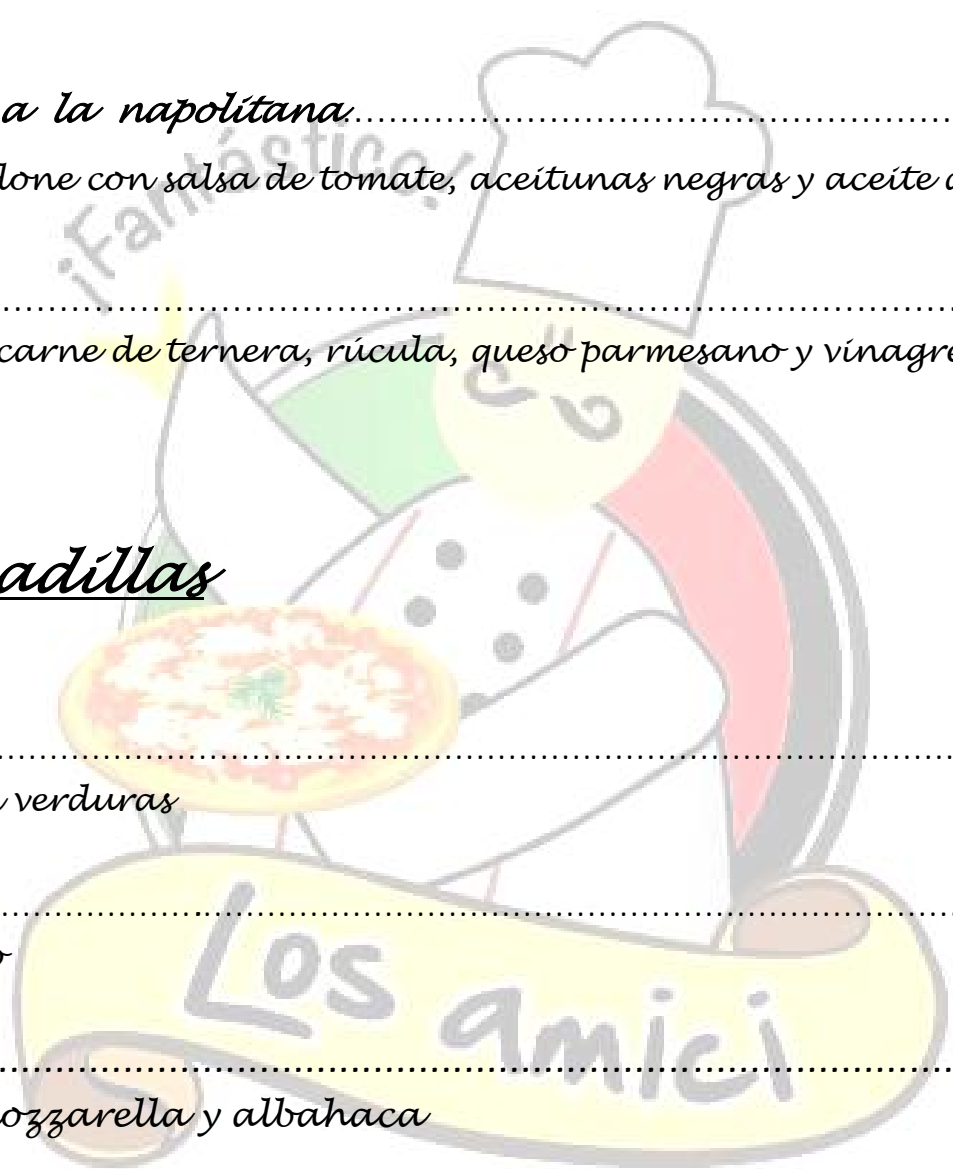 a la napolitana
¡Fantástico!
lone con salsa de tomate, aceitunas negras y aceite
carne de ternera, rúcula, queso parmesano y vinagre
adillas
verduras
Los amici
ozzarella y albahaca